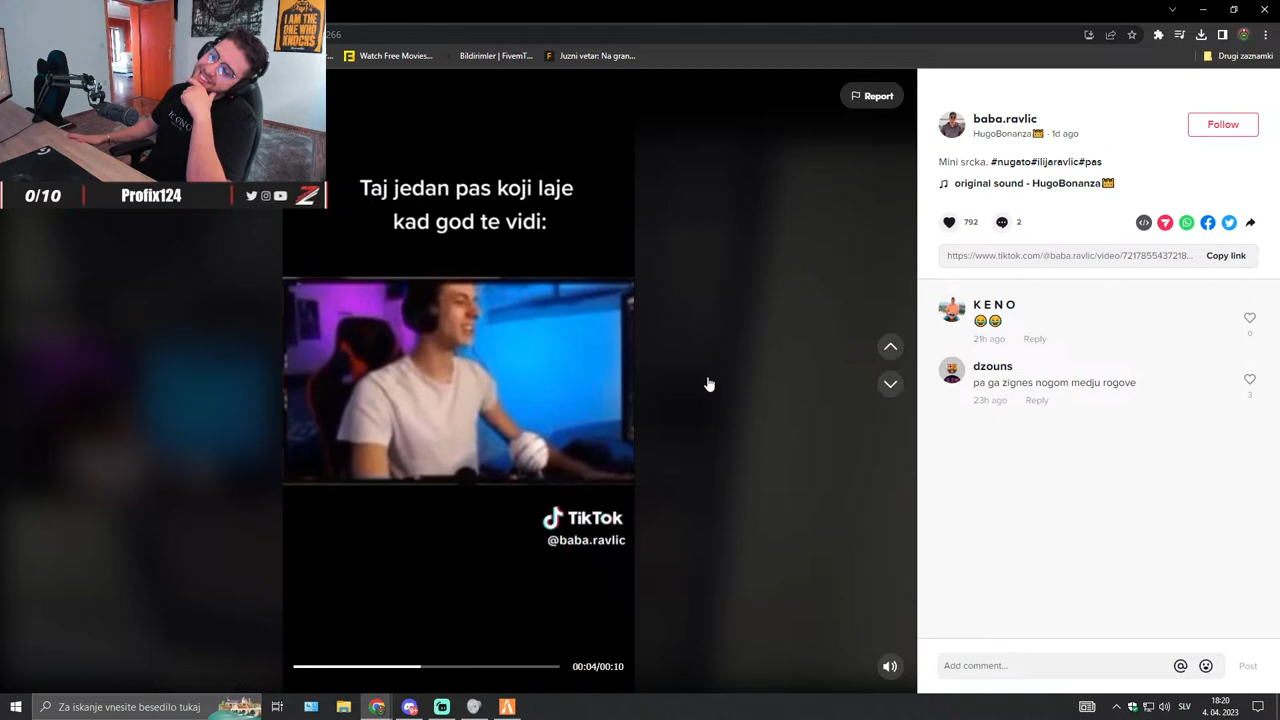 I AM THE
ONE WHO
KNOCKS
0/10
Profix124
266
Watch Free Movies...
Bildirimler | FivemT...
Juzni vetar: Na gran...
Drugi zaznamki
Report
Taj jedan pas koji laje
kad god te vidi:
TikTok
@baba.ravlic
00:04/00:10
baba.ravlic
HugoBonanza · 1d ago
Follow
Mini srcka. #nugato#ilijaravlic#pas
original sound - HugoBonanza
792
2
https://www.tiktok.com/@baba.ravlic/video/7217855437218...
Copy link
K E N O
21h ago
Reply
0
dzouns
pa ga zignes nogom medju rogove
23h ago
Reply
3
Add comment...
Post
Za iskanje vnesite besedilo tukaj
SLV
18:20
4. 04. 2023